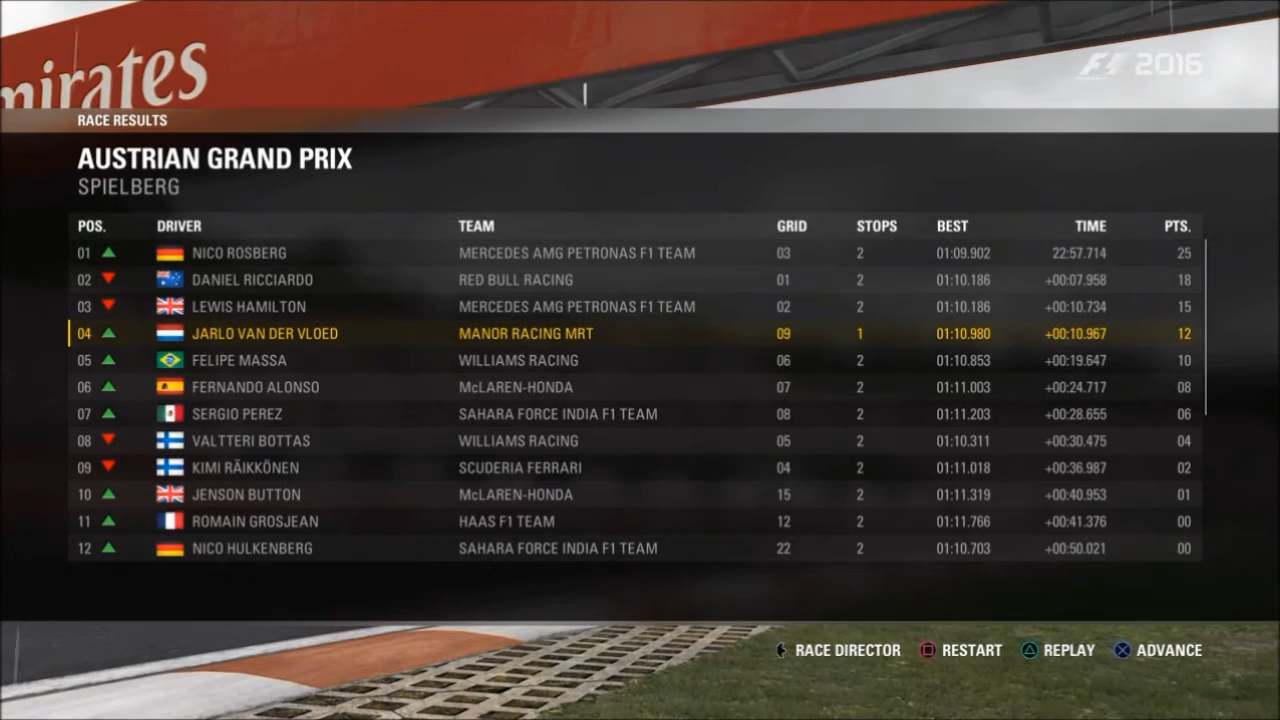 mirates
F1 2016
RACE RESULTS
AUSTRIAN GRAND PRIX
SPIELBERG
POS. DRIVER TEAM GRID STOPS BEST TIME PTS.
01 NICO ROSBERG MERCEDES AMG PETRONAS F1 TEAM 03 2 01:09.902 22:57.714 25
02 DANIEL RICCIARDO RED BULL RACING 01 2 01:10.186 +00:07.958 18
03 LEWIS HAMILTON MERCEDES AMG PETRONAS F1 TEAM 02 2 01:10.186 +00:10.734 15
04 JARLO VAN DER VLOED MANOR RACING MRT 09 1 01:10.980 +00:10.967 12
05 FELIPE MASSA WILLIAMS RACING 06 2 01:10.853 +00:19.647 10
06 FERNANDO ALONSO McLAREN-HONDA 07 2 01:11.003 +00:24.717 08
07 SERGIO PEREZ SAHARA FORCE INDIA F1 TEAM 08 2 01:11.203 +00:28.655 06
08 VALTTERI BOTTAS WILLIAMS RACING 05 2 01:10.311 +00:30.475 04
09 KIMI RÄIKKÖNEN SCUDERIA FERRARI 04 2 01:11.018 +00:36.987 02
10 JENSON BUTTON McLAREN-HONDA 15 2 01:11.319 +00:40.953 01
11 ROMAIN GROSJEAN HAAS F1 TEAM 12 2 01:11.766 +00:41.376 00
12 NICO HULKENBERG SAHARA FORCE INDIA F1 TEAM 22 2 01:10.703 +00:50.021 00
RACE DIRECTOR RESTART REPLAY ADVANCE